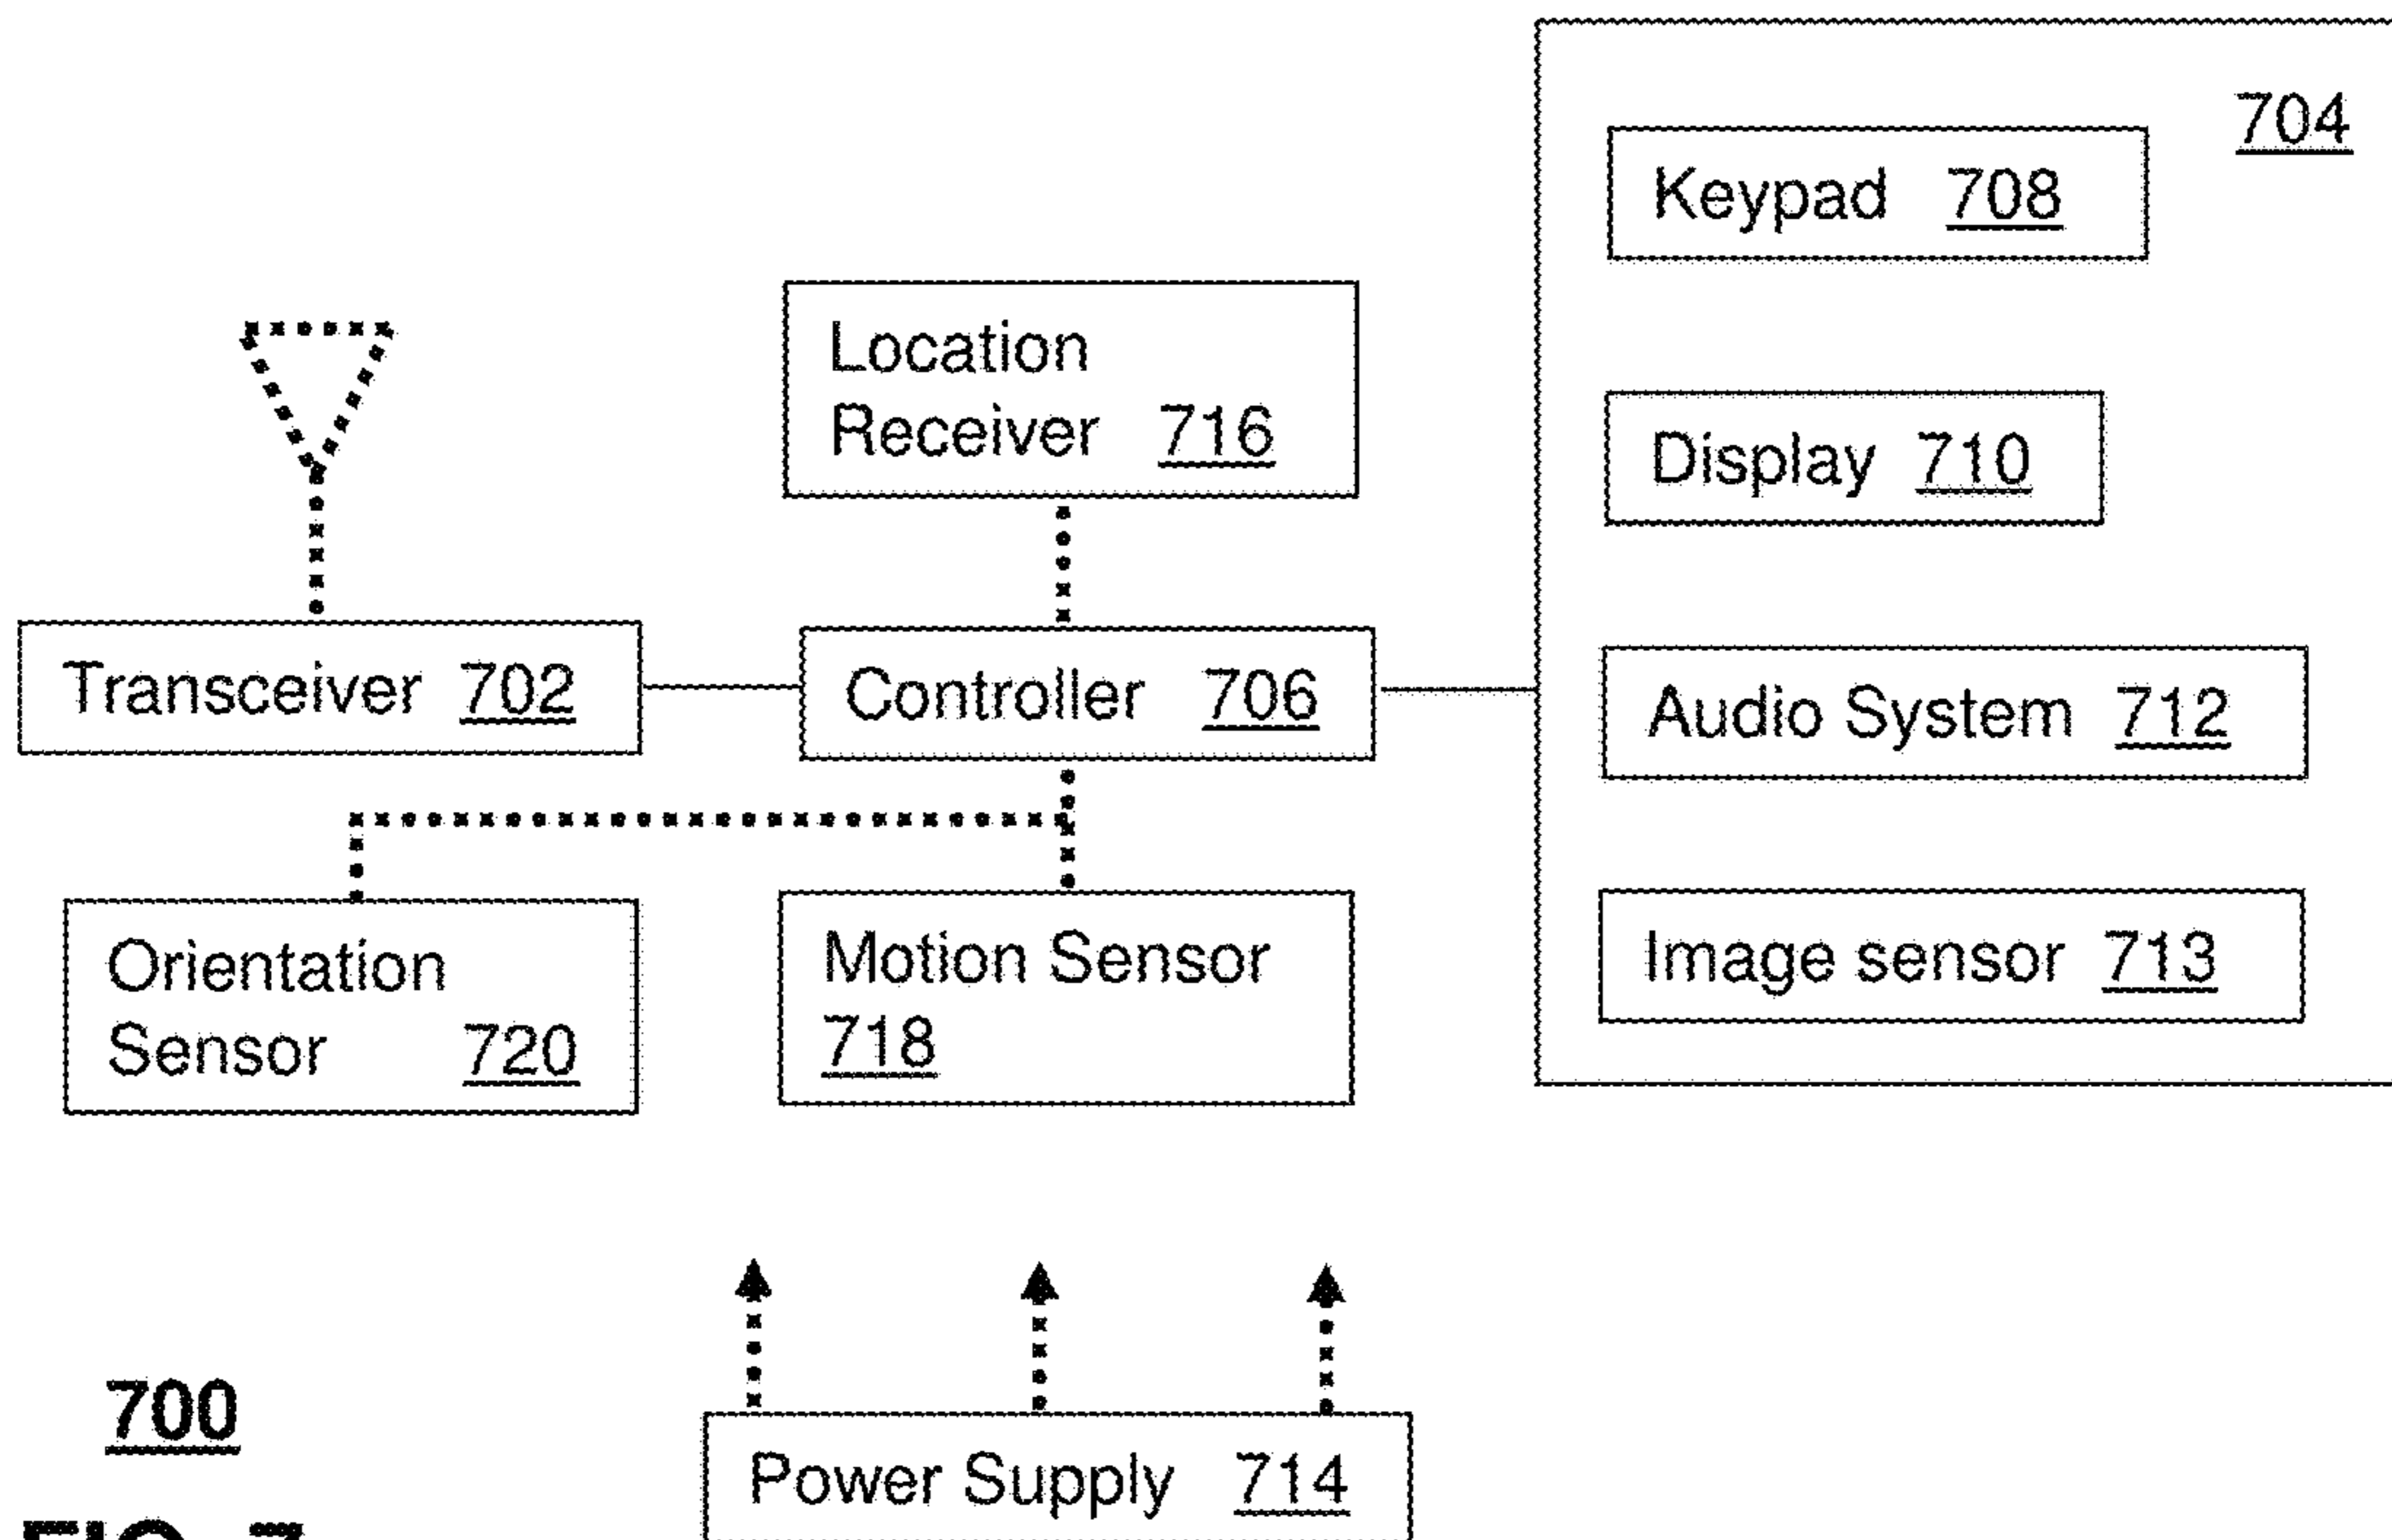 704
Keypad 708
Location
Receiver 716
Display 710
Transceiver 702
Controller 706
Audio System 712
Orientation
Sensor 720
Motion Sensor
718
Image sensor 713
700
Power Supply 714